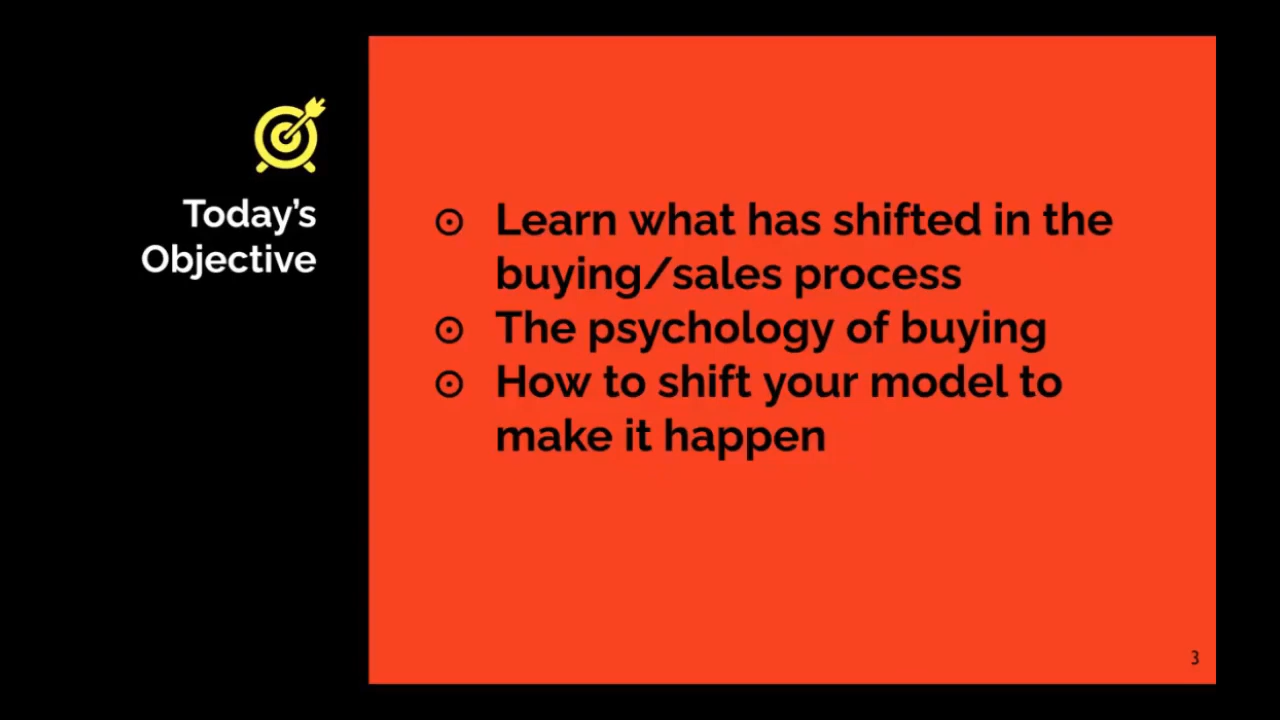 Today's
Objective
Learn what has shifted in the
buying/sales process
The psychology of buying
How to shift your model to
make it happen
3